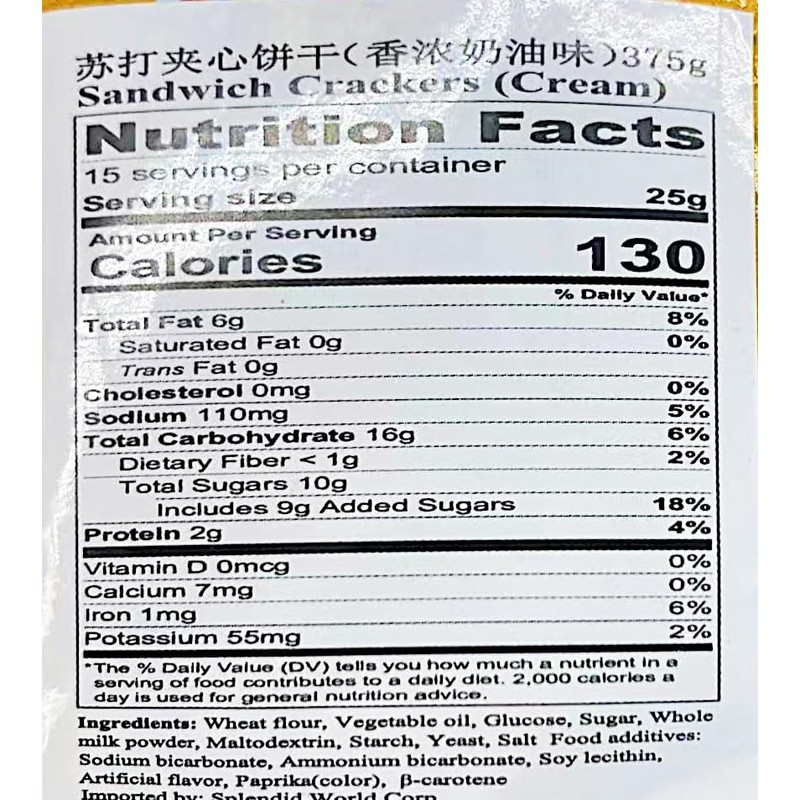 苏打夹心饼干(香浓奶油味)375g
Sandwich Crackers (Cream)
Nutrition Facts
15 servings per container
Serving size 25g
Amount Per Serving
Calories 130
% Daily Value*
Total Fat 6g 8%
Saturated Fat 0g 0%
Trans Fat 0g
Cholesterol 0mg 0%
Sodium 110mg 5%
Total Carbohydrate 16g 6%
Dietary Fiber < 1g 2%
Total Sugars 10g
Includes 9g Added Sugars 18%
Protein 2g 4%
Vitamin D 0mcg 0%
Calcium 7mg 0%
Iron 1mg 6%
Potassium 55mg 2%
*The % Daily Value (DV) tells you how much a nutrient in a
serving of food contributes to a daily diet. 2,000 calories a
day is used for general nutrition advice.
Ingredients: Wheat flour, Vegetable oil, Glucose, Sugar, Whole
milk powder, Maltodextrin, Starch, Yeast, Salt Food additives:
Sodium bicarbonate, Ammonium bicarbonate, Soy lecithin,
Artificial flavor, Paprika(color), β-carotene
Imported by: Splendid World Corp